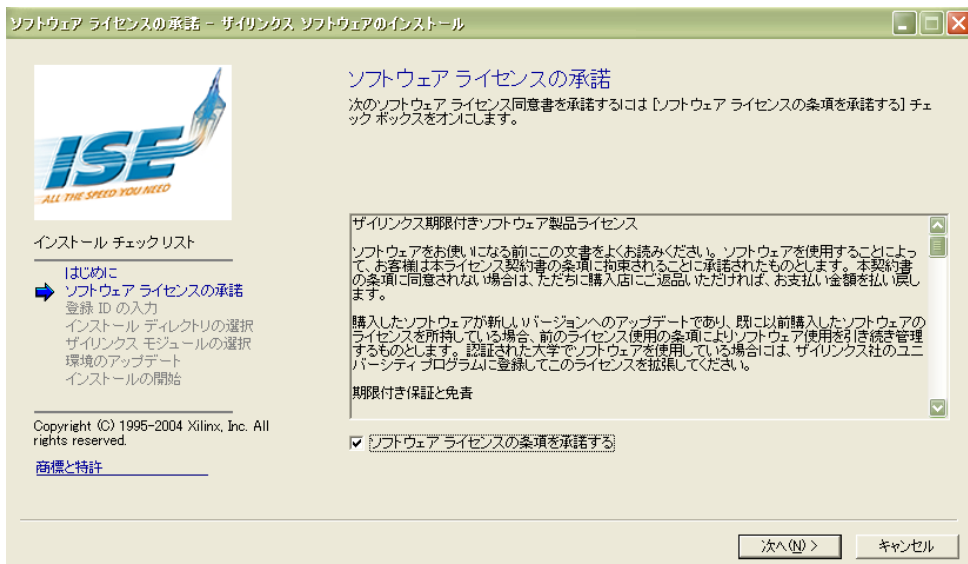 ソフトウェア ライセンスの承諾 - ザイリンクス ソフトウェアのインストール
ISE
ALL THE SPEED YOU NEED
インストール チェックリスト
はじめに
ソフトウェア ライセンスの承諾
登録 ID の入力
インストール ディレクトリの選択
ザイリンクス モジュールの選択
環境のアップデート
インストールの開始
Copyright (C) 1995-2004 Xilinx, Inc. All
rights reserved.
商標と特許
ソフトウェア ライセンスの承諾
次のソフトウェア ライセンス同意書を承諾するには [ソフトウェア ライセンスの条項を承諾する] チェ
ック ボックスをオンにします。
ザイリンクス期限付きソフトウェア製品ライセンス
ソフトウェアをお使いになる前にこの文書をよくお読みください。ソフトウェアを使用することによっ
て、お客様は本ライセンス契約書の条項に拘束されることに承諾されたものとします。本契約書
の条項に同意されない場合は、ただちに購入店にご返品いただければ、お支払い金額を払い戻し
ます。
購入したソフトウェアが新しいバージョンへのアップデートであり、既に以前購入したソフトウェアの
ライセンスを所持している場合、前のライセンス使用の条項によりソフトウェア使用を引き続き管理
するものとします。認証された大学でソフトウェアを使用している場合には、ザイリンクス社のユニ
バーシティ プログラムに登録してこのライセンスを拡張してください。
期限付き保証と免責
ソフトウェア ライセンスの条項を承諾する
次へ(N) >
キャンセル